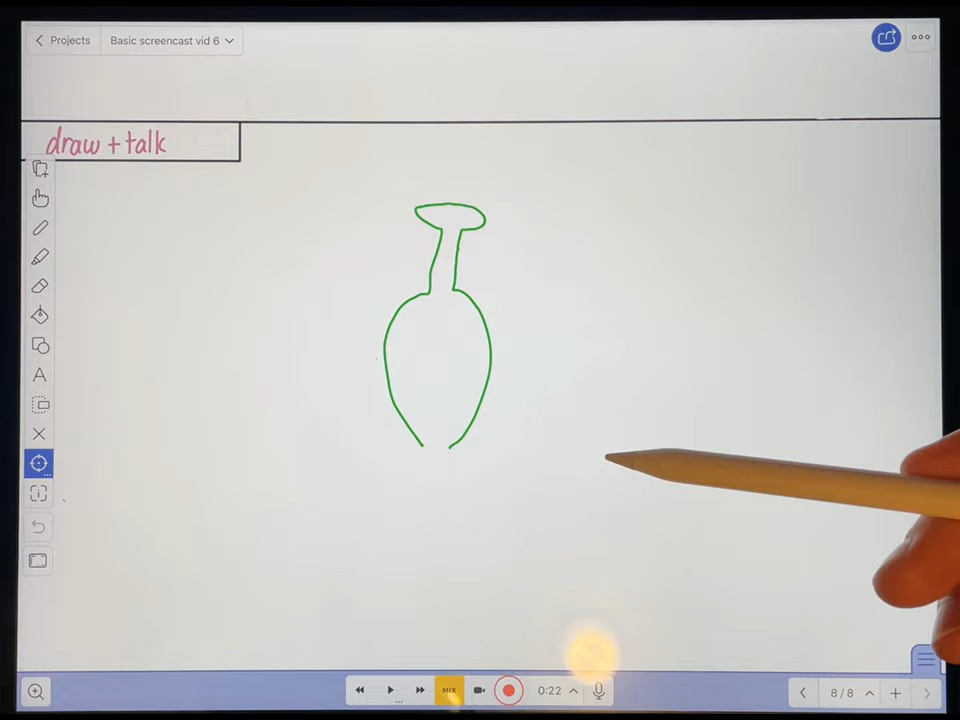 Projects
Basic screencast vid 6
draw + talk
A
MIX
0:22
8/8